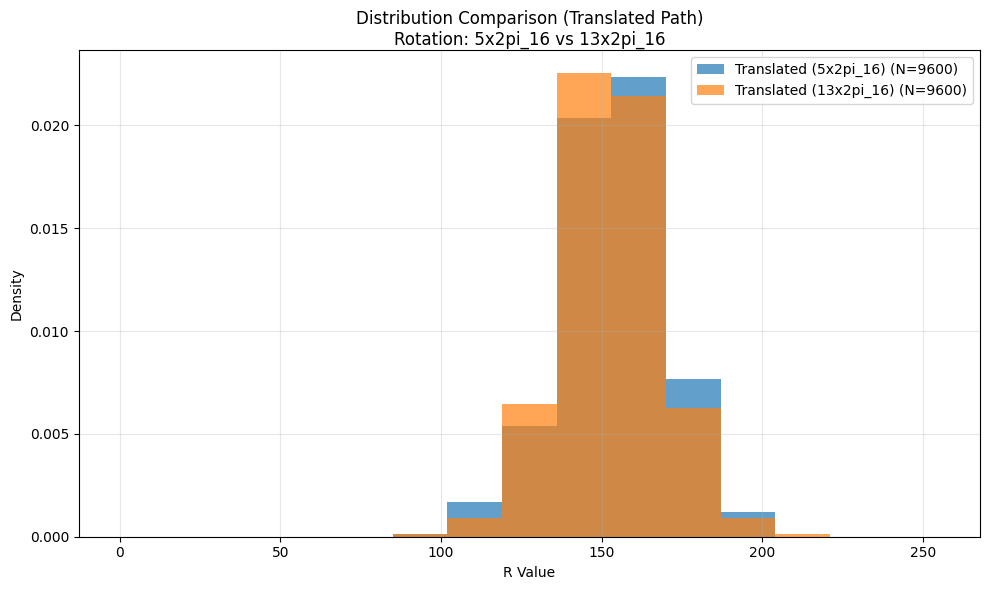 Distribution Comparison (Translated Path)
Rotation: 5x2pi_16 vs 13x2pi_16
Translated (5x2pi_16) (N=9600)
Translated (13x2pi_16) (N=9600)
Density
0.020
0.015
0.010
0.005
0.000
0 50 100 150 200 250
R Value